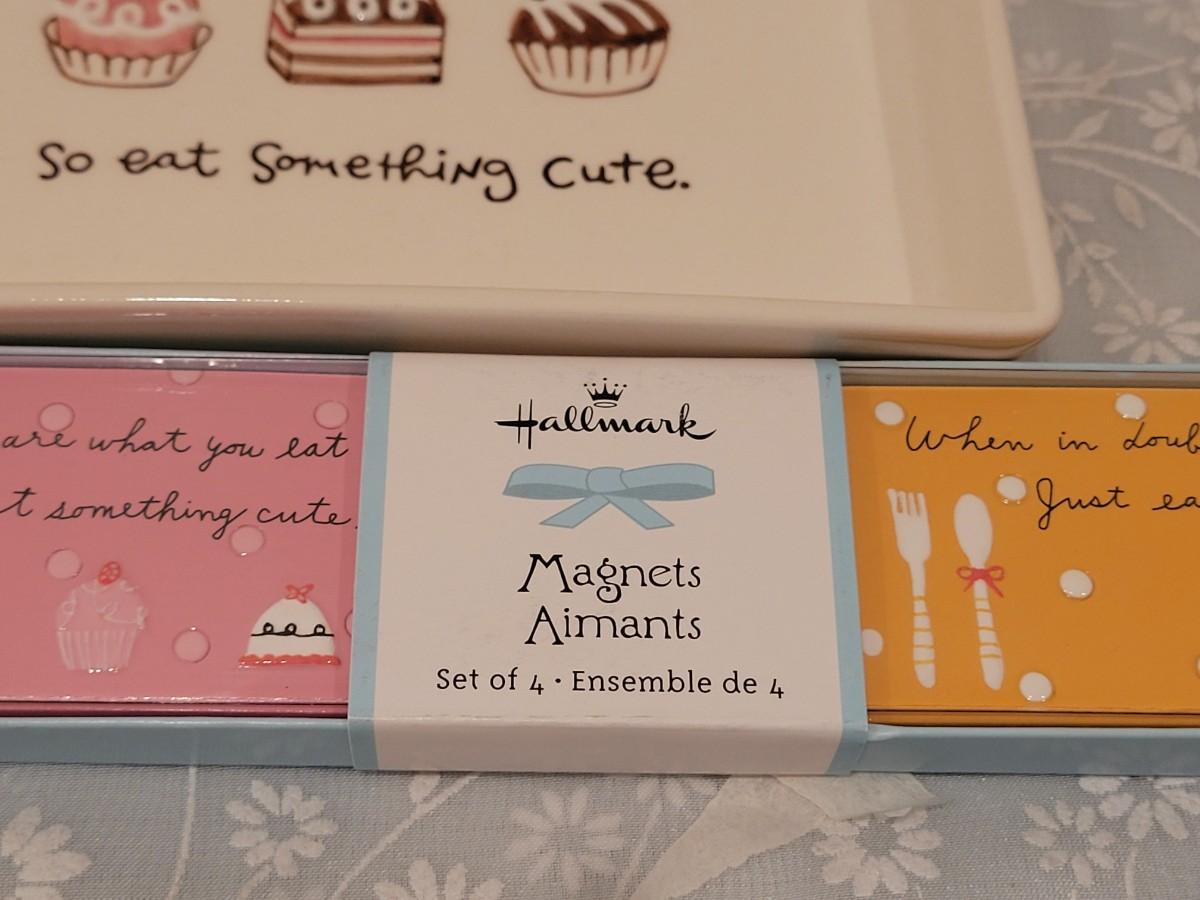 So eat Something Cute.
are what you eat
t something cute.
Hallmark
Magnets
Aimants
Set of 4 · Ensemble de 4
When in doub
Just ea